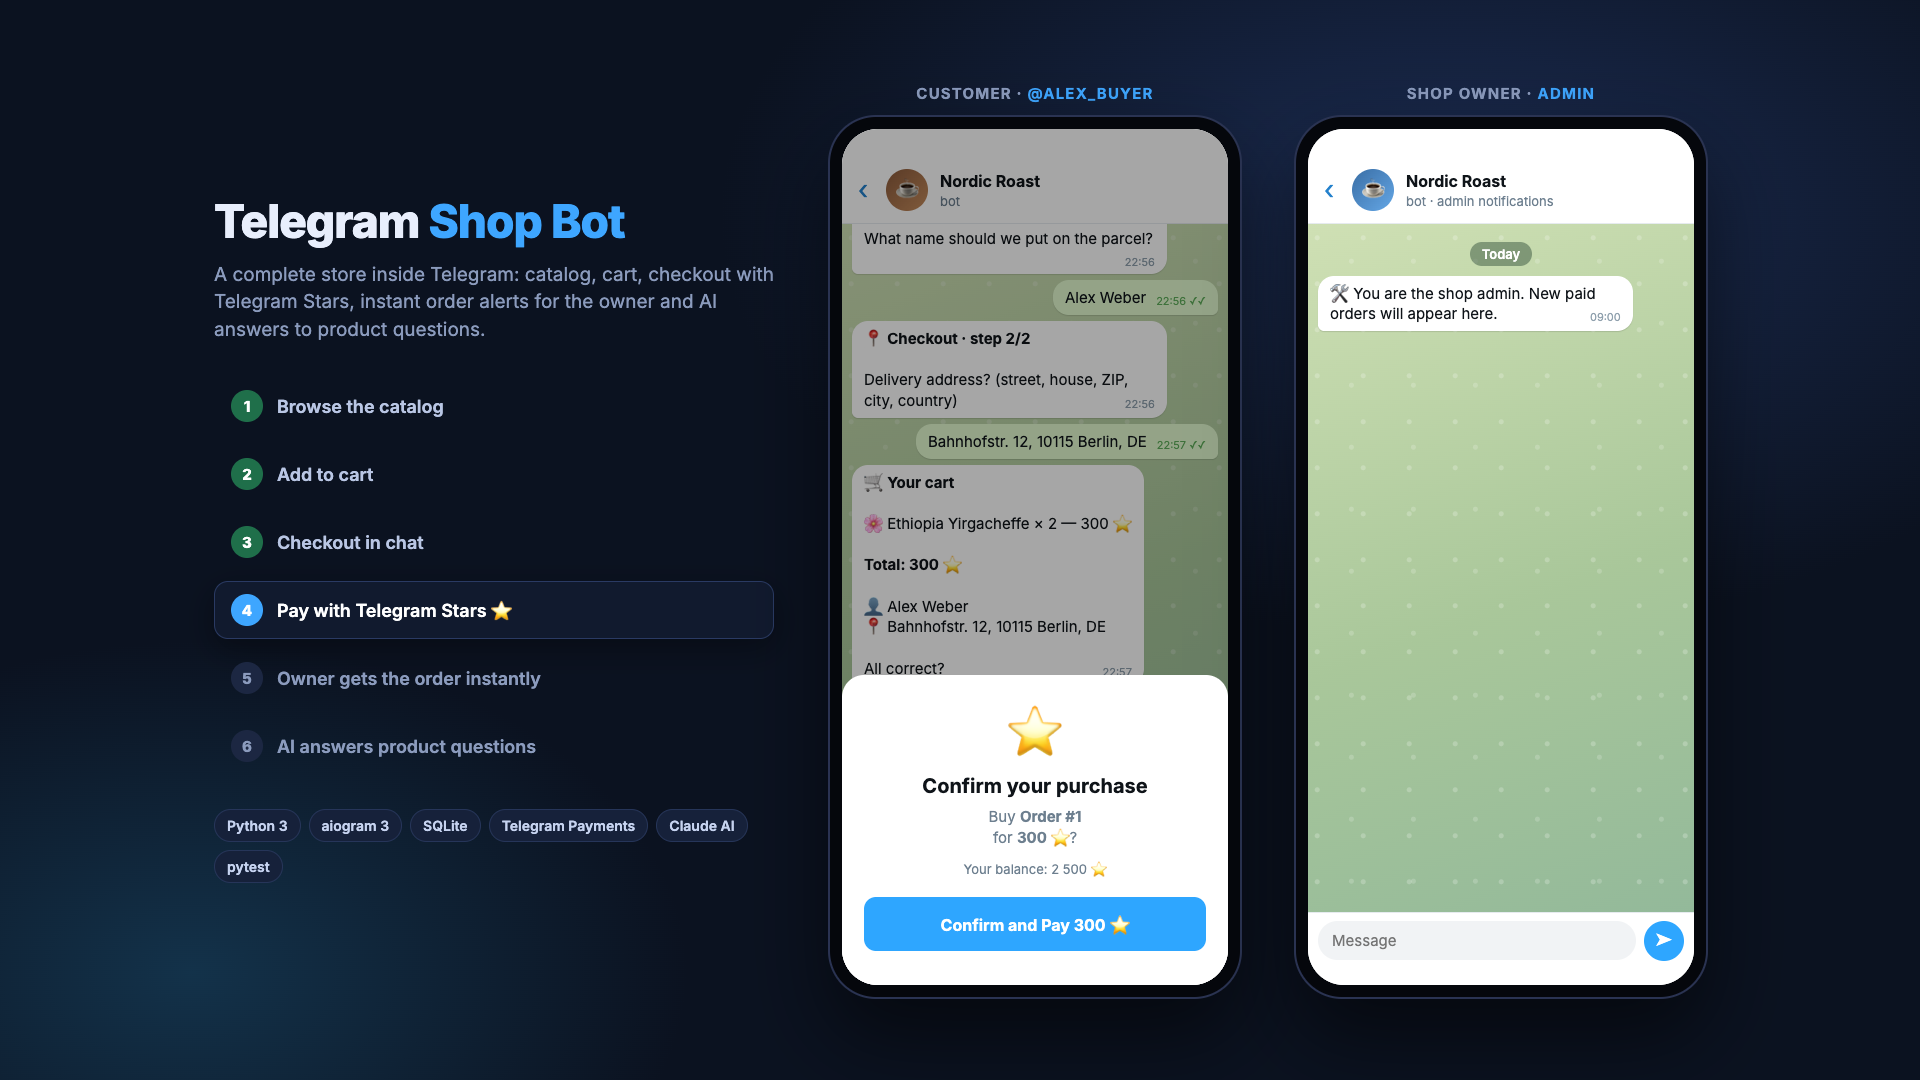 Telegram Shop Bot
A complete store inside Telegram: catalog, cart, checkout with
Telegram Stars, instant order alerts for the owner and AI
answers to product questions.
1 Browse the catalog
2 Add to cart
3 Checkout in chat
4 Pay with Telegram Stars ⭐
5 Owner gets the order instantly
6 AI answers product questions
Python 3 aiogram 3 SQLite Telegram Payments Claude AI
pytest
CUSTOMER · @ALEX_BUYER
Nordic Roast
bot
What name should we put on the parcel?
22:56
Alex Weber 22:56 ✓✓
📍 Checkout · step 2/2
Delivery address? (street, house, ZIP,
city, country) 22:56
Bahnhofstr. 12, 10115 Berlin, DE 22:57 ✓✓
🛒 Your cart
🌸 Ethiopia Yirgacheffe × 2 — 300 ⭐
Total: 300 ⭐
👤 Alex Weber
📍 Bahnhofstr. 12, 10115 Berlin, DE
All correct? 22:57
Confirm your purchase
Buy Order #1
for 300 ⭐?
Your balance: 2 500 ⭐
Confirm and Pay 300 ⭐
SHOP OWNER · ADMIN
Nordic Roast
bot · admin notifications
Today
🛠 You are the shop admin. New paid
orders will appear here. 09:00
Message